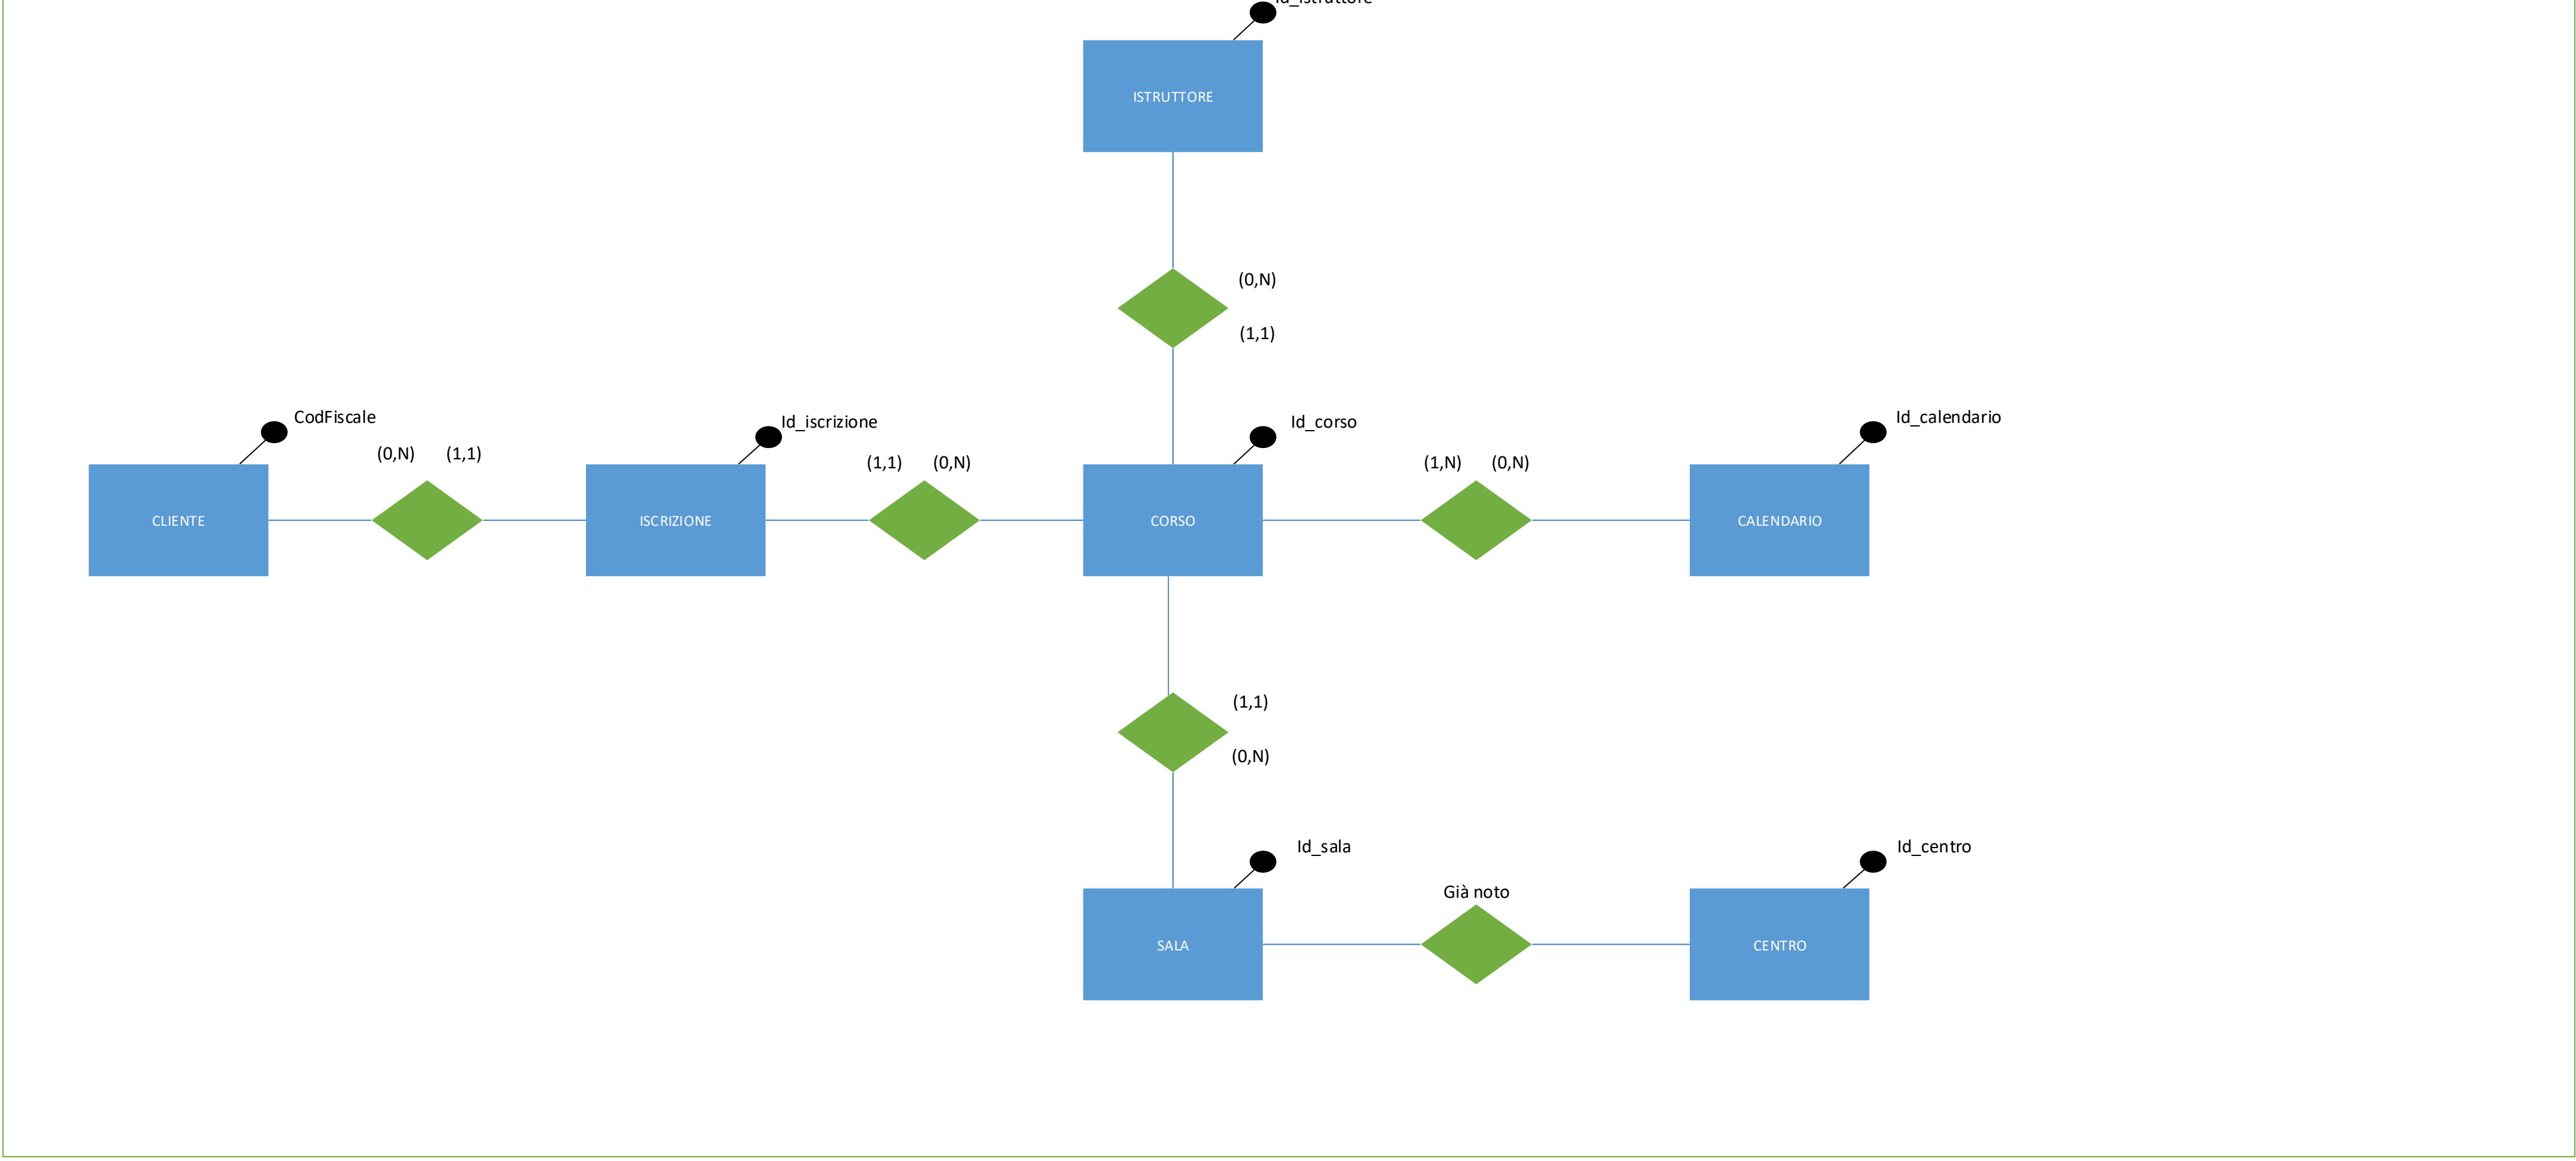 Id_istruttore
ISTRUTTORE
(0,N)
(1,1)
CodFiscale
Id_iscrizione
Id_corso
Id_calendario
(0,N) (1,1)
(1,1) (0,N)
(1,N) (0,N)
CLIENTE
ISCRIZIONE
CORSO
CALENDARIO
(1,1)
(0,N)
Id_sala
Id_centro
Già noto
SALA
CENTRO